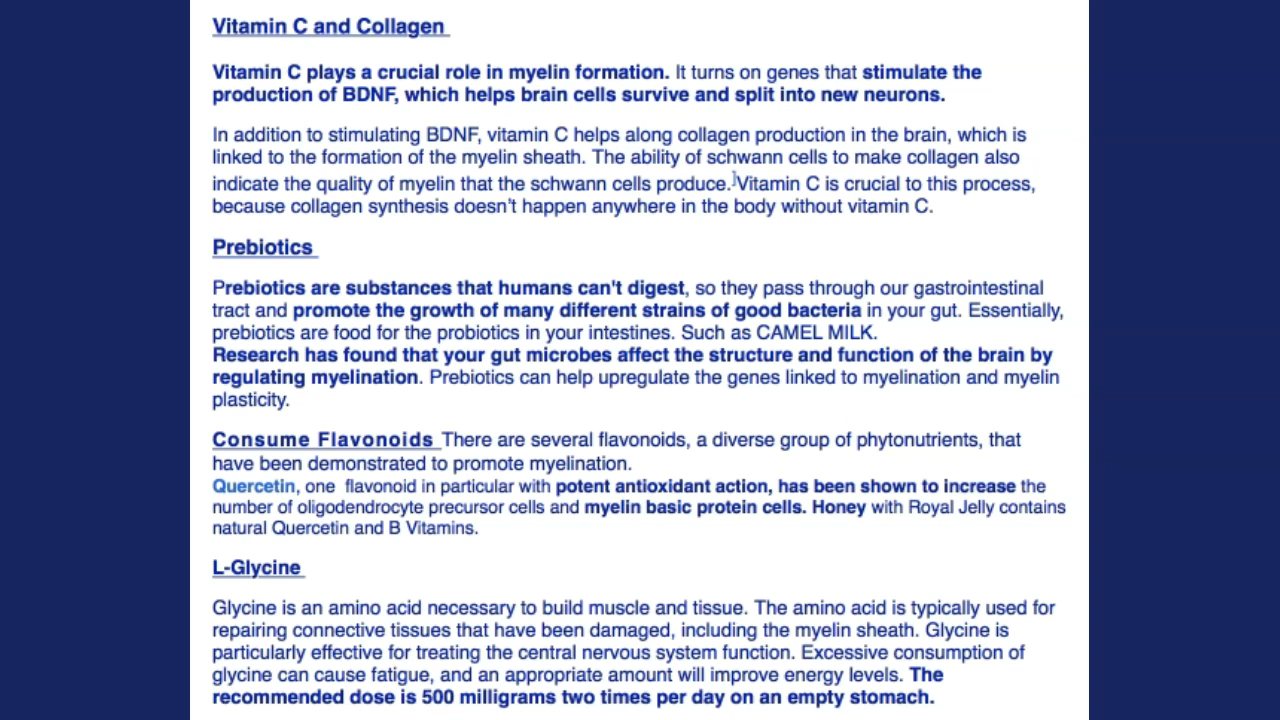 Vitamin C and Collagen
Vitamin C plays a crucial role in myelin formation. It turns on genes that stimulate the
production of BDNF, which helps brain cells survive and split into new neurons.
In addition to stimulating BDNF, vitamin C helps along collagen production in the brain, which is
linked to the formation of the myelin sheath. The ability of schwann cells to make collagen also
indicate the quality of myelin that the schwann cells produce.]Vitamin C is crucial to this process,
because collagen synthesis doesn't happen anywhere in the body without vitamin C.
Prebiotics
Prebiotics are substances that humans can't digest, so they pass through our gastrointestinal
tract and promote the growth of many different strains of good bacteria in your gut. Essentially,
prebiotics are food for the probiotics in your intestines. Such as CAMEL MILK.
Research has found that your gut microbes affect the structure and function of the brain by
regulating myelination. Prebiotics can help upregulate the genes linked to myelination and myelin
plasticity.
Consume Flavonoids There are several flavonoids, a diverse group of phytonutrients, that
have been demonstrated to promote myelination.
Quercetin, one flavonoid in particular with potent antioxidant action, has been shown to increase the
number of oligodendrocyte precursor cells and myelin basic protein cells. Honey with Royal Jelly contains
natural Quercetin and B Vitamins.
L-Glycine
Glycine is an amino acid necessary to build muscle and tissue. The amino acid is typically used for
repairing connective tissues that have been damaged, including the myelin sheath. Glycine is
particularly effective for treating the central nervous system function. Excessive consumption of
glycine can cause fatigue, and an appropriate amount will improve energy levels. The
recommended dose is 500 milligrams two times per day on an empty stomach.